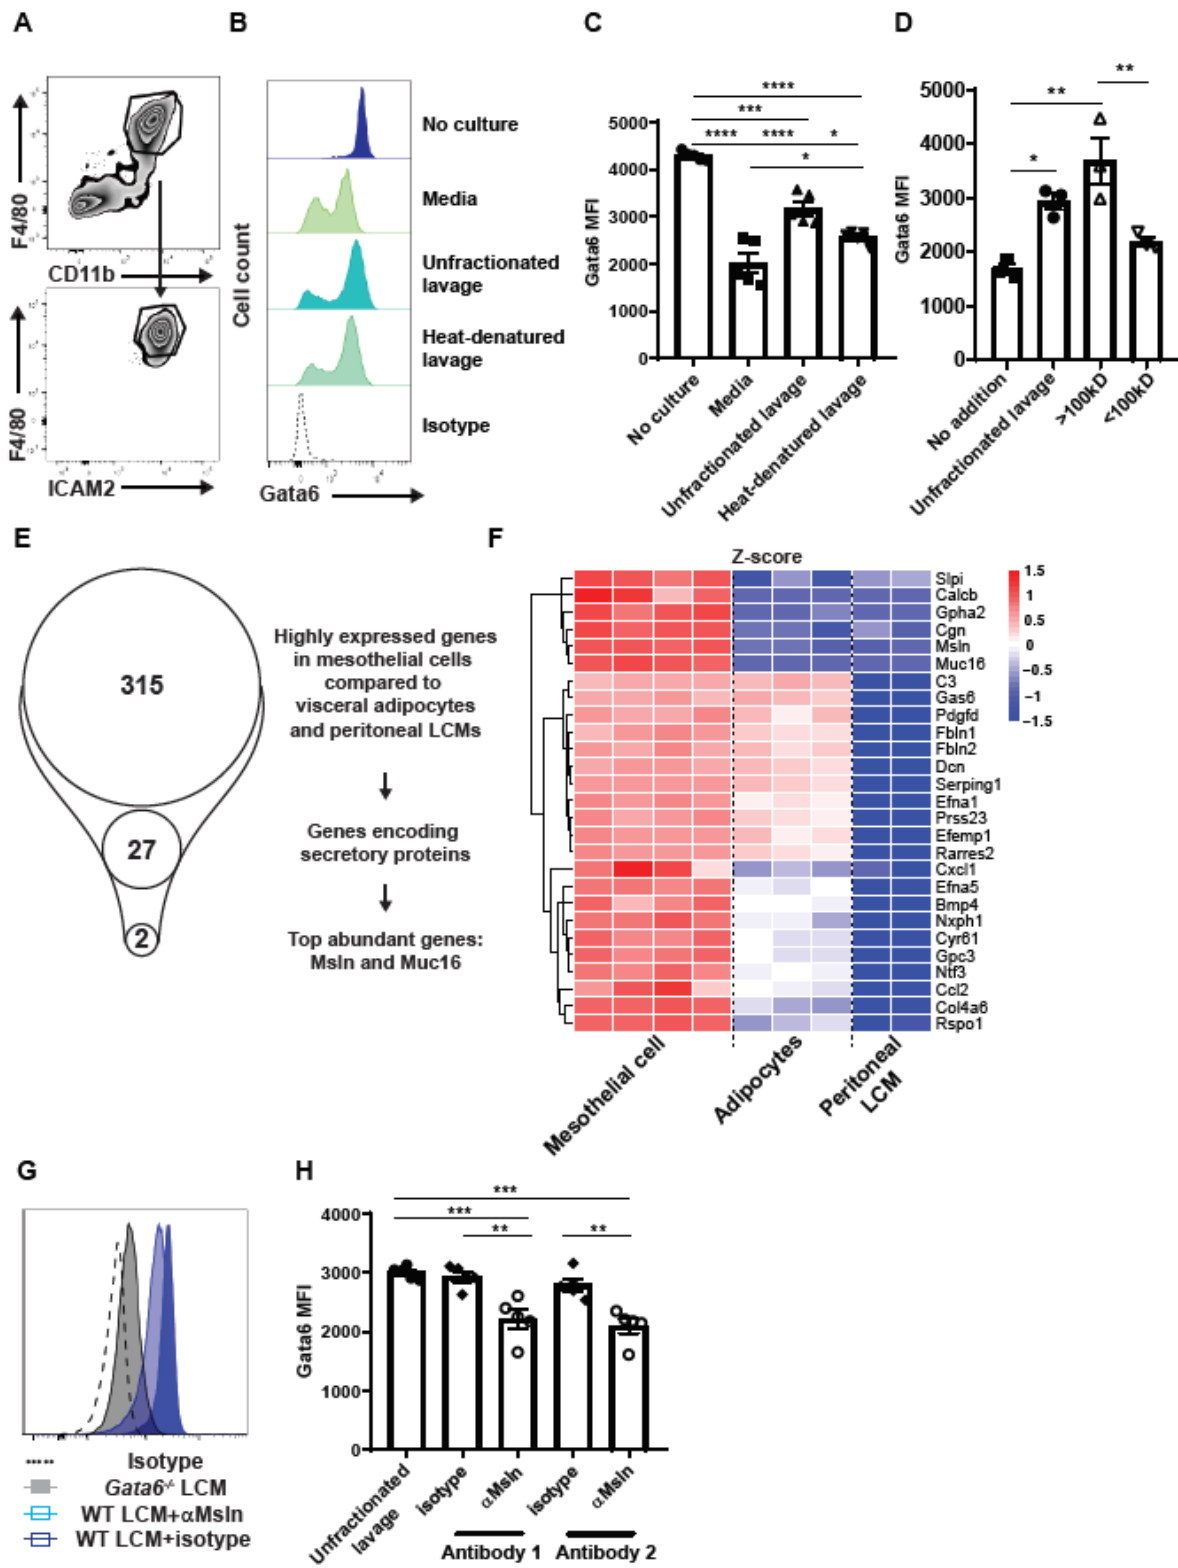 A
F4/80
CD11b
F4/80
ICAM2
B
Cell count
No culture
Media
Unfractionated
lavage
Heat-denatured
lavage
Isotype
Gata6
C
****
***
**** **** *
*
Gata6 MFI
5000
4000
3000
2000
1000
0
No culture
Media
Unfractionated lavage
Heat-denatured lavage
D
**
**
*
Gata6 MFI
5000
4000
3000
2000
1000
0
No addition
Unfractionated lavage
>100kD
<100kD
E
315
27
2
Highly expressed genes
in mesothelial cells
compared to
visceral adipocytes
and peritoneal LCMs
Genes encoding
secretory proteins
Top abundant genes:
Msln and Muc16
F
Z-score
1.5
1
0.5
0
−0.5
−1
−1.5
Slpi
Calcb
Gpha2
Cgn
Msln
Muc16
C3
Gas6
Pdgfd
Fbln1
Fbln2
Dcn
Serping1
Efna1
Prss23
Efemp1
Rarres2
Cxcl1
Efna5
Bmp4
Nxph1
Cyr61
Gpc3
Ntf3
Ccl2
Col4a6
Rspo1
Mesothelial cell
Adipocytes
Peritoneal
LCM
G
Isotype
Gata6-/- LCM
WT LCM+αMsln
WT LCM+isotype
H
***
***
** **
Gata6 MFI
4000
3000
2000
1000
0
Unfractionated
lavage
isotype
αMsln
isotype
αMsln
Antibody 1 Antibody 2